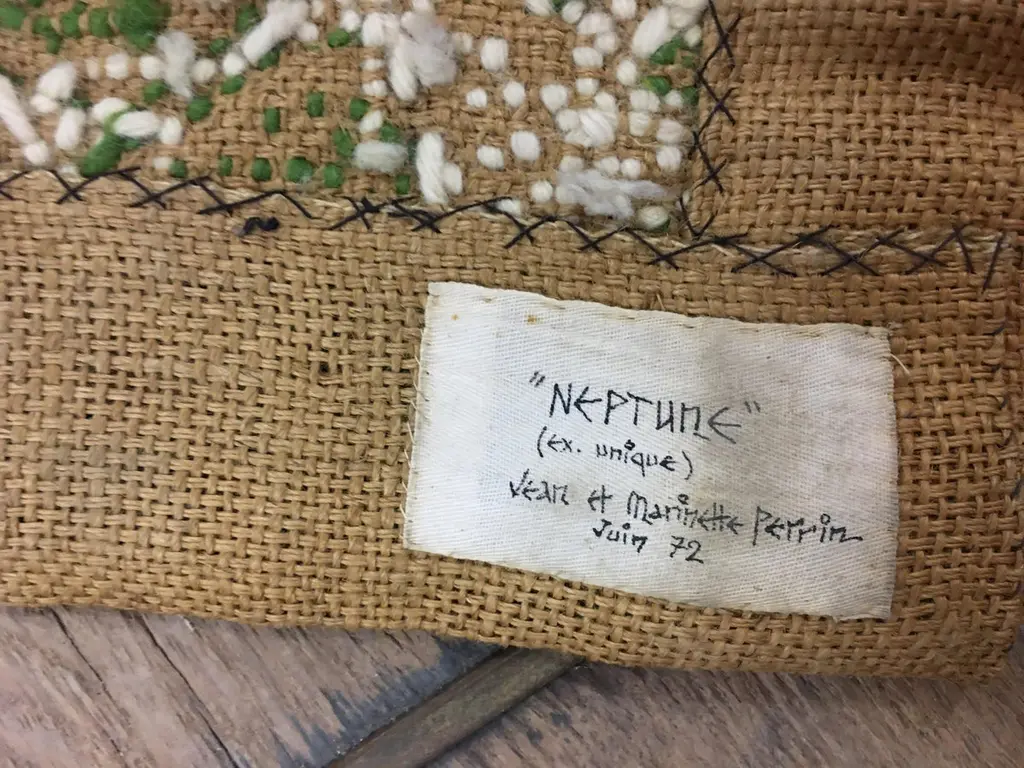 "NEPTUNE"
(ex. unique)
Jean et Marinette Perrin
Juin 72